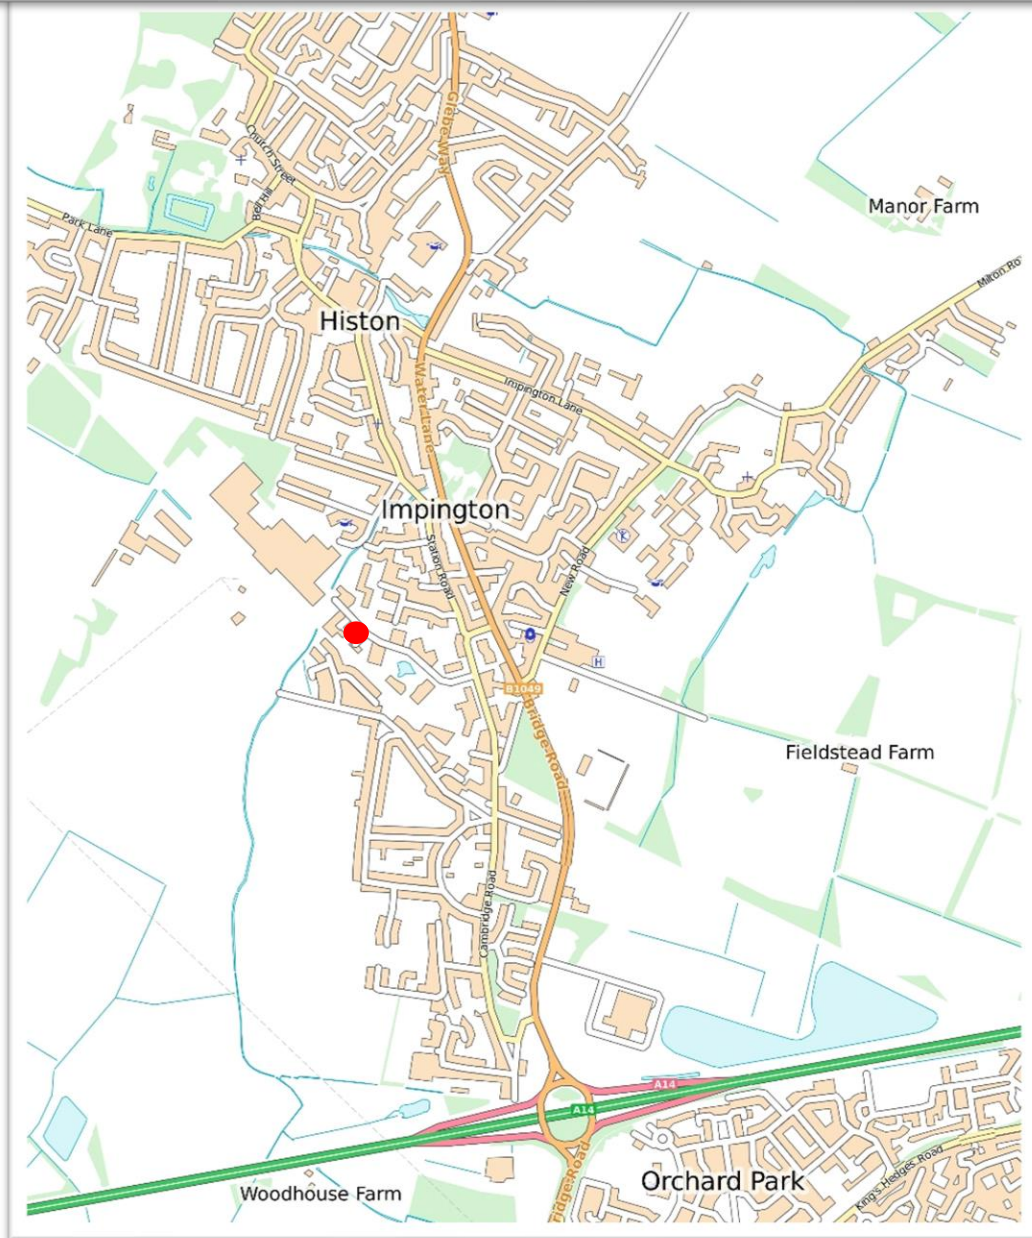 Glebe Way
Church Street
Bell Hill
Manor Farm
Park Lane
Milton Ro
Histon
Impington Lane
Water Lane
Impington
Station Road
New Road
H
B1049
Bridge Road
Fieldstead Farm
Cambridge Road
A14
A14
Orchard Park
King's Hedges Road
Woodhouse Farm
ridge Road